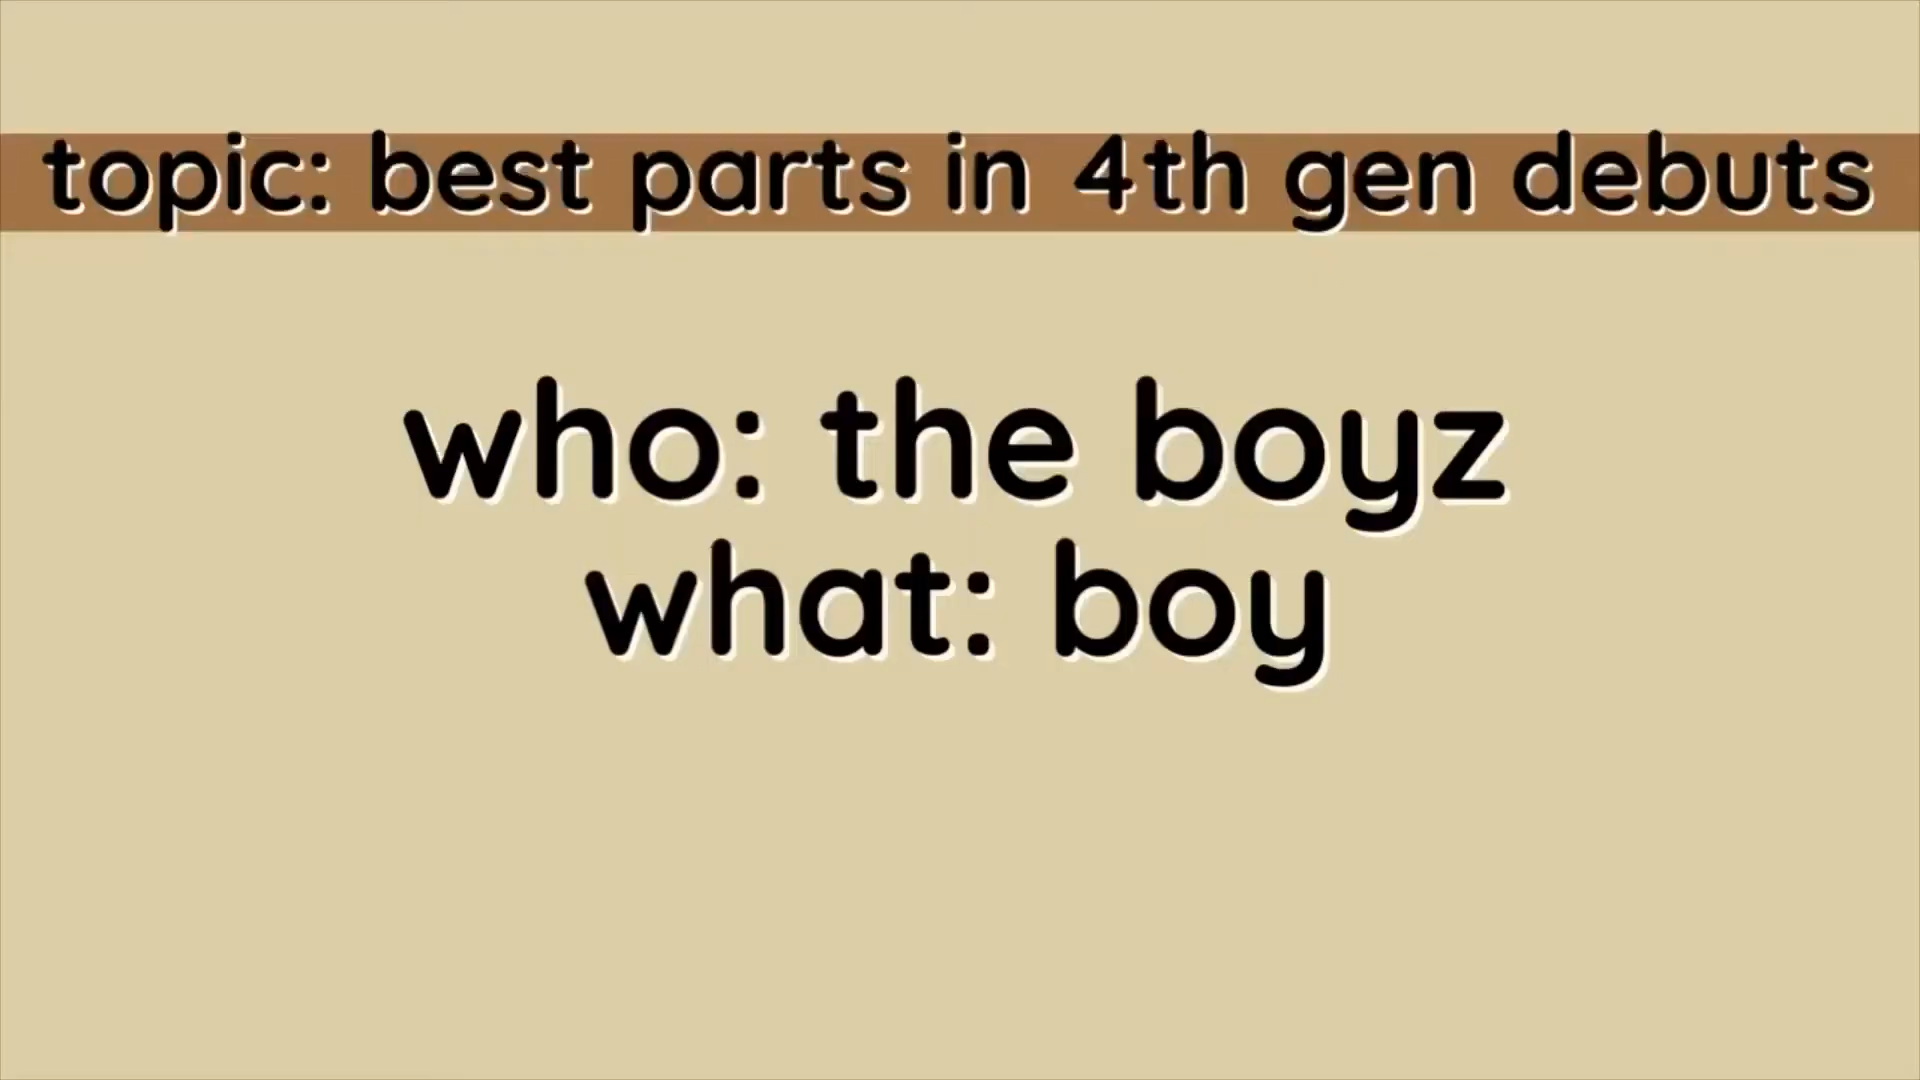 topic: best parts in 4th gen debuts
who: the boyz
what: boy